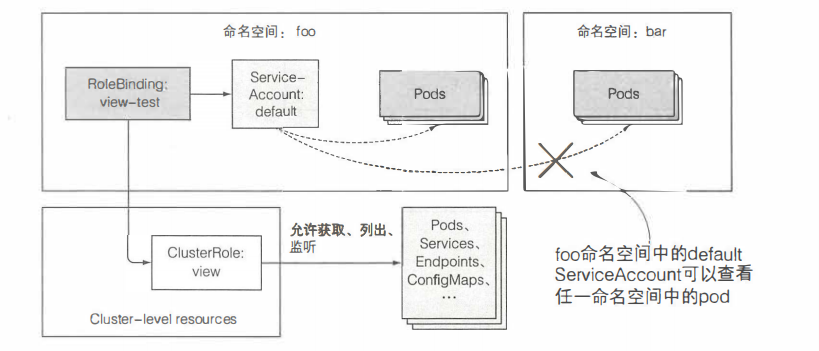 命名空间：foo
命名空间：bar
RoleBinding:
view-test
Service-
Account:
default
Pods
Pods
ClusterRole:
view
Cluster-level resources
允许获取、列出、
监听
Pods、
Services、
Endpoints、
ConfigMaps、
…
foo命名空间中的default
ServiceAccount可以查看
任一命名空间中的pod